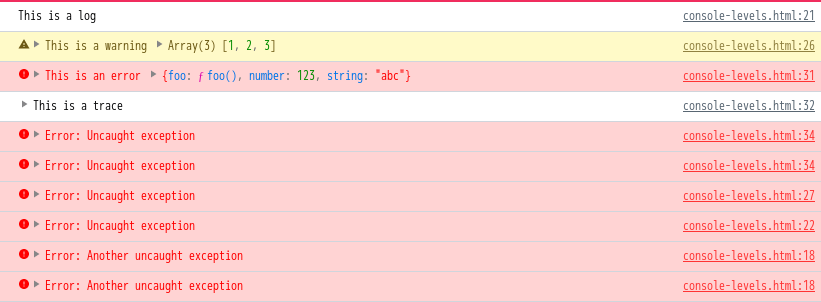 This is a log console-levels.html:21
This is a warning Array(3) [1, 2, 3] console-levels.html:26
This is an error {foo: ƒ foo(), number: 123, string: "abc"} console-levels.html:31
This is a trace console-levels.html:32
Error: Uncaught exception console-levels.html:34
Error: Uncaught exception console-levels.html:34
Error: Uncaught exception console-levels.html:27
Error: Uncaught exception console-levels.html:22
Error: Another uncaught exception console-levels.html:18
Error: Another uncaught exception console-levels.html:18